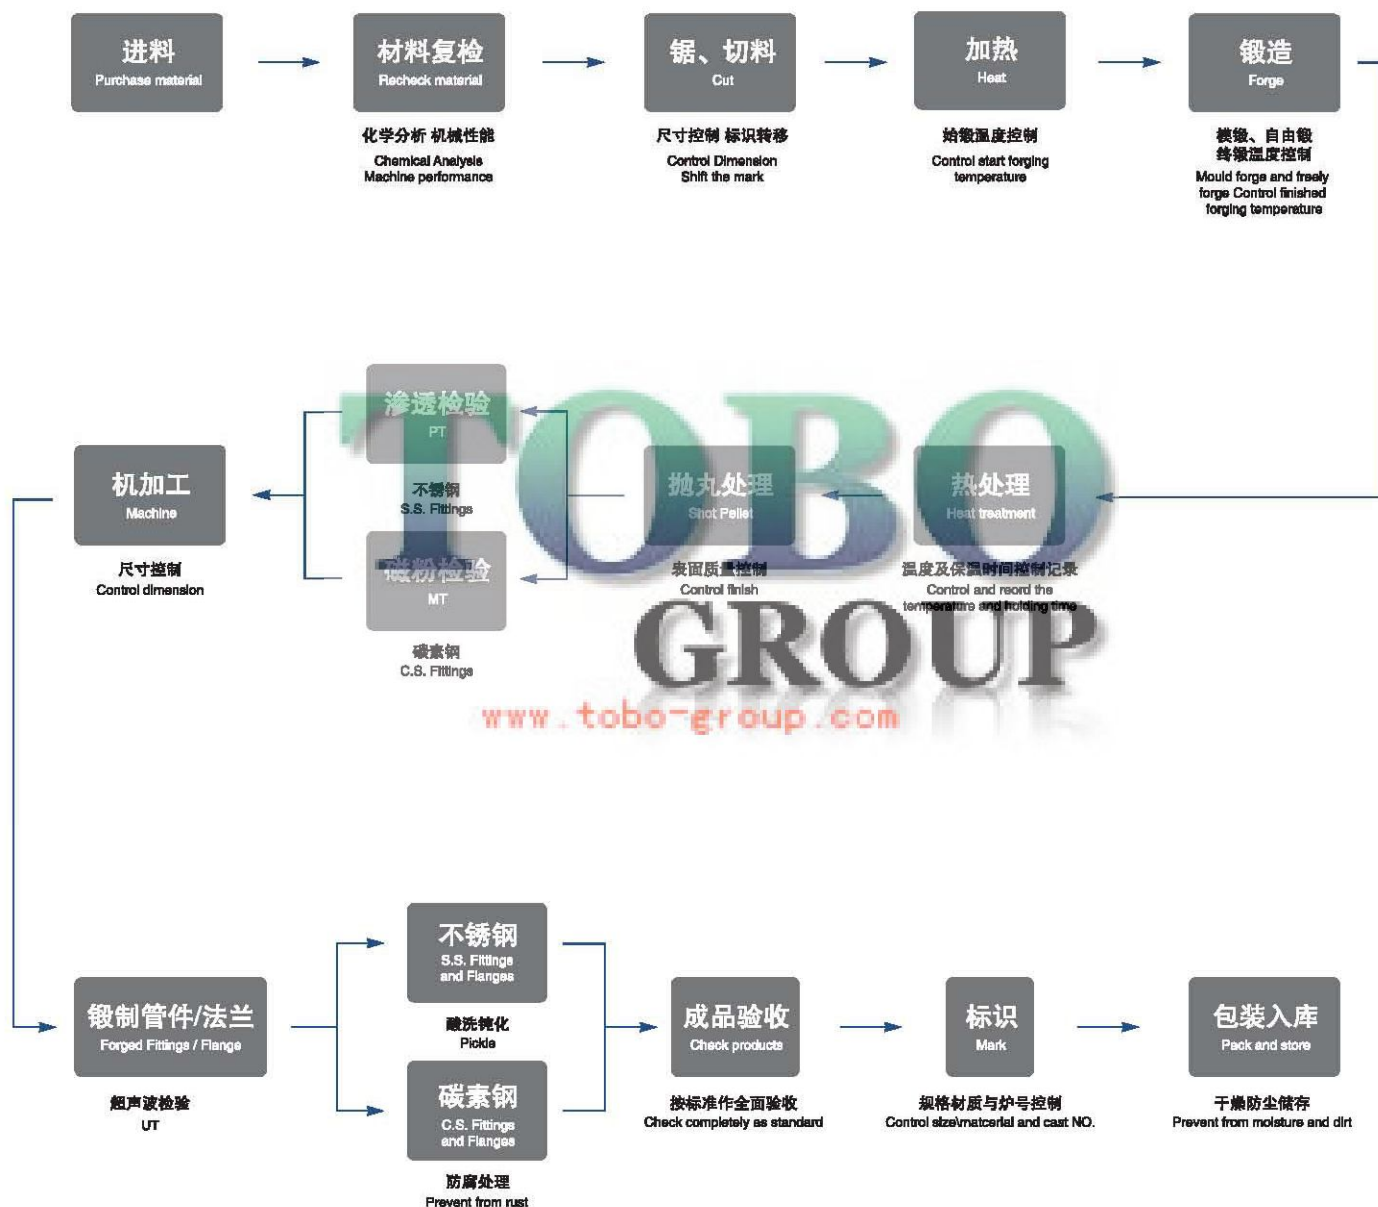 进料
Purchase material
材料复检
Recheck material
化学分析 机械性能
Chemical Analysis
Machine performance
锯、切料
Cut
尺寸控制 标识转移
Control Dimension
Shift the mark
加热
Heat
始锻温度控制
Control start forging
temperature
锻造
Forge
模锻、自由锻
终锻温度控制
Mould forge and freely
forge Control finished
forging temperature
热处理
Heat treatment
温度及保温时间控制记录
Control and reord the
temperature and holding time
抛丸处理
Shot Pellet
表面质量控制
Control finish
渗透检验
PT
不锈钢
S.S. Fittings
磁粉检验
MT
碳素钢
C.S. Fittings
机加工
Machine
尺寸控制
Control dimension
TOBO
GROUP
www.tobo-group.com
锻制管件/法兰
Forged Fittings / Flange
超声波检验
UT
不锈钢
S.S. Fittings
and Flanges
酸洗钝化
Pickle
碳素钢
C.S. Fittings
and Flanges
防腐处理
Prevent from rust
成品验收
Check products
按标准作全面验收
Check completely as standard
标识
Mark
规格材质与炉号控制
Control size\matcerial and cast NO.
包装入库
Pack and store
干燥防尘储存
Prevent from moisture and dirt